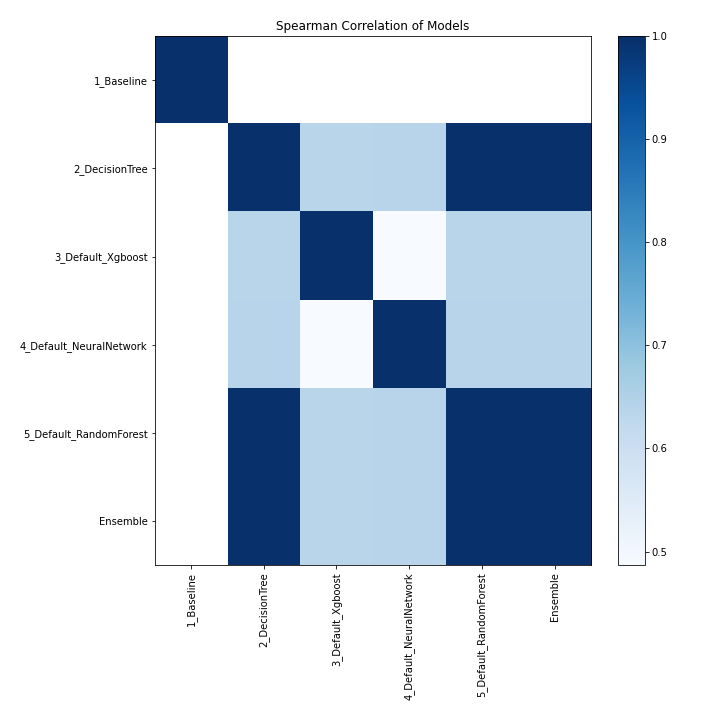 Spearman Correlation of Models
1_Baseline
2_DecisionTree
3_Default_Xgboost
4_Default_NeuralNetwork
5_Default_RandomForest
Ensemble
1_Baseline
2_DecisionTree
3_Default_Xgboost
4_Default_NeuralNetwork
5_Default_RandomForest
Ensemble
1.0
0.9
0.8
0.7
0.6
0.5